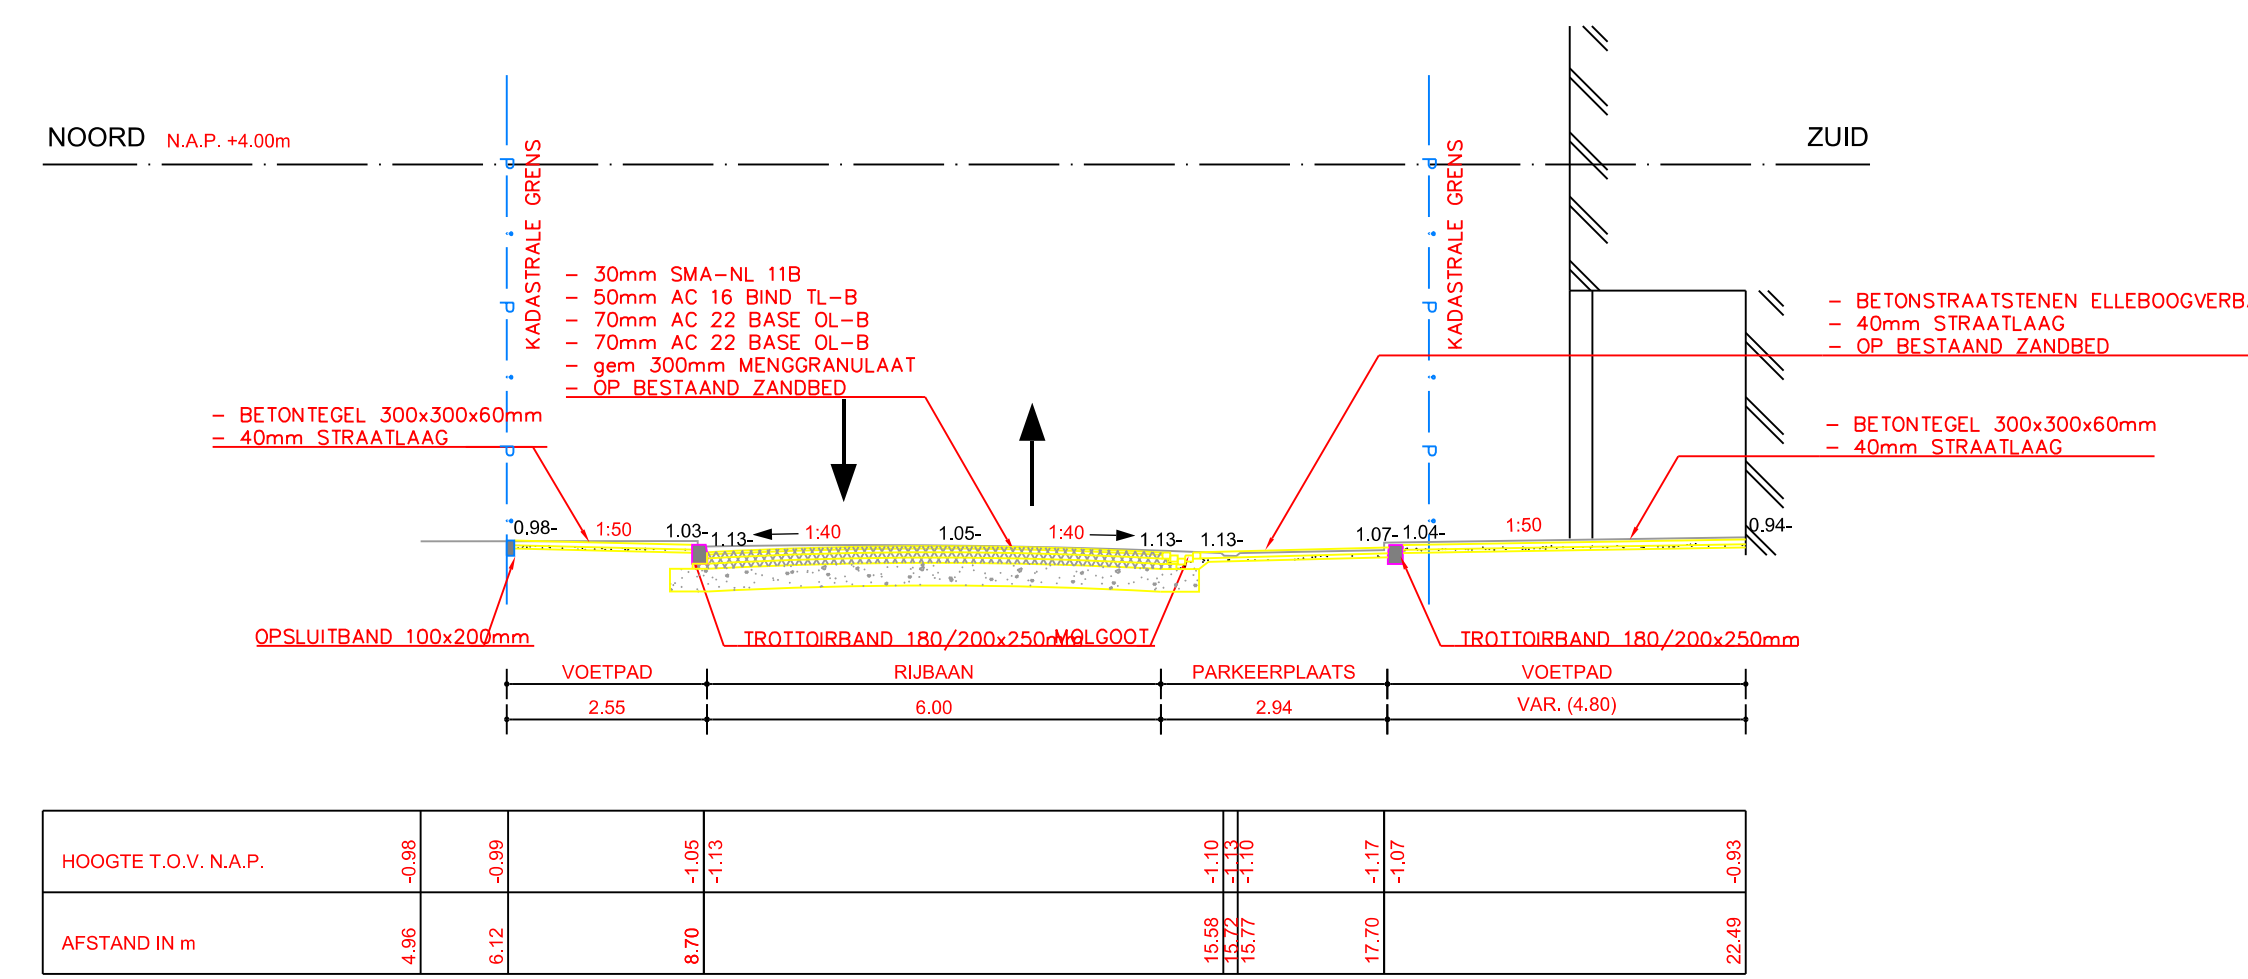 NOORD N.A.P. +4.00m
ZUID
KADASTRALE GRENS
KADASTRALE GRENS
- 30mm SMA-NL 11B
- 50mm AC 16 BIND TL-B
- 70mm AC 22 BASE OL-B
- 70mm AC 22 BASE OL-B
- gem 300mm MENGGRANULAAT
- OP BESTAAND ZANDBED
- BETONSTRAATSTENEN ELLEBOOGVERB.
- 40mm STRAATLAAG
- OP BESTAAND ZANDBED
- BETONTEGEL 300x300x60mm
- 40mm STRAATLAAG
- BETONTEGEL 300x300x60mm
- 40mm STRAATLAAG
0.98- 1:50 1.03- 1.13- 1:40 1.05- 1:40 1.13- 1.13- 1.07- 1.04- 1:50 0.94-
OPSLUITBAND 100x200mm
TROTTOIRBAND 180/200x250mm
MOLGOOT
TROTTOIRBAND 180/200x250mm
VOETPAD RIJBAAN PARKEERPLAATS VOETPAD
2.55 6.00 2.94 VAR. (4.80)
HOOGTE T.O.V. N.A.P. -0.98 -0.99 -1.05 -1.13 -1.10 -1.13 -1.10 -1.17 -1.07 -0.93
AFSTAND IN m 4.96 6.12 8.70 15.58 15.72 15.77 17.70 22.49